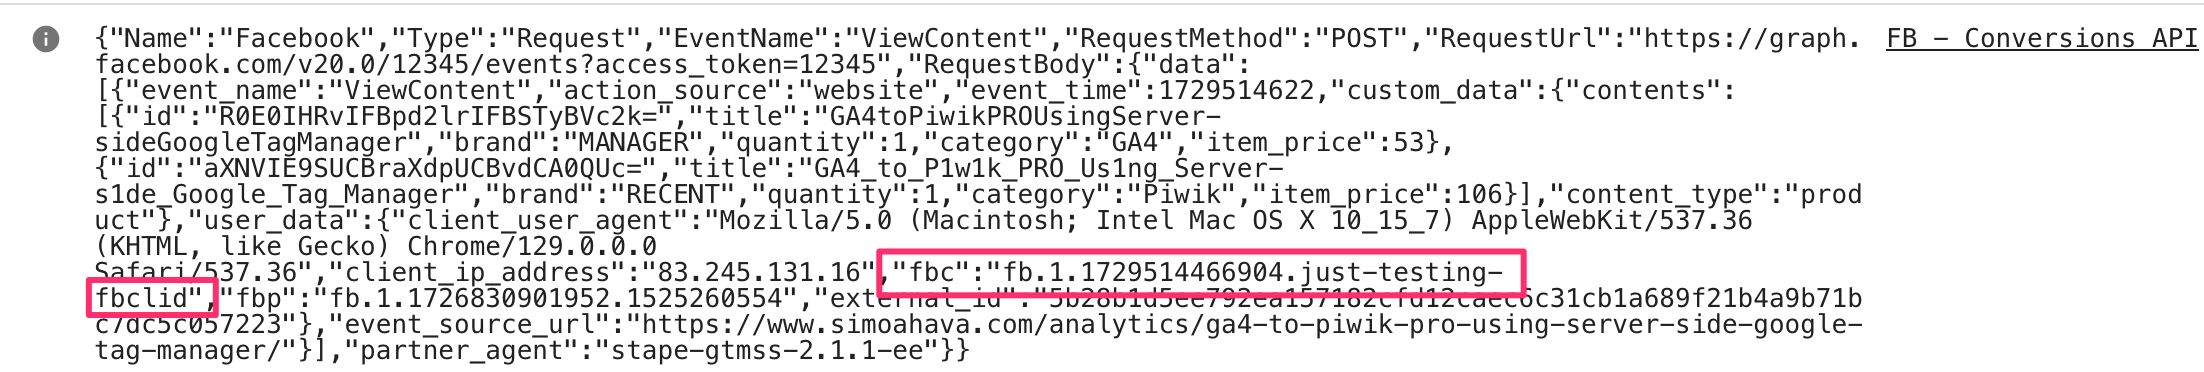 {"Name":"Facebook","Type":"Request","EventName":"ViewContent","RequestMethod":"POST","RequestUrl":"https://graph. FB – Conversions API
facebook.com/v20.0/12345/events?access_token=12345","RequestBody":{"data":
[{"event_name":"ViewContent","action_source":"website","event_time":1729514622,"custom_data":{"contents":
[{"id":"R0E0IHRvIFBpd2lrIFBSTyBVc2k=","title":"GA4toPiwikPROUsingServer-
sideGoogleTagManager","brand":"MANAGER","quantity":1,"category":"GA4","item_price":53},
{"id":"aXNVIE9SUCBraXdpUCBvdCA0QUc=","title":"GA4_to_P1w1k_PRO_Us1ng_Server-
s1de_Google_Tag_Manager","brand":"RECENT","quantity":1,"category":"Piwik","item_price":106}],"content_type":"prod
uct"},"user_data":{"client_user_agent":"Mozilla/5.0 (Macintosh; Intel Mac OS X 10_15_7) AppleWebKit/537.36
(KHTML, like Gecko) Chrome/129.0.0.0
Safari/537.36","client_ip_address":"83.245.131.16","fbc":"fb.1.1729514466904.just-testing-
fbclid","fbp":"fb.1.1726830901952.1525260554","external_id":"5b28b1d5ee792ea157182cfd12caec6c31cb1a689f21b4a9b71b
c7dc5c057223"},"event_source_url":"https://www.simoahava.com/analytics/ga4-to-piwik-pro-using-server-side-google-
tag-manager/"}],"partner_agent":"stape-gtmss-2.1.1-ee"}}